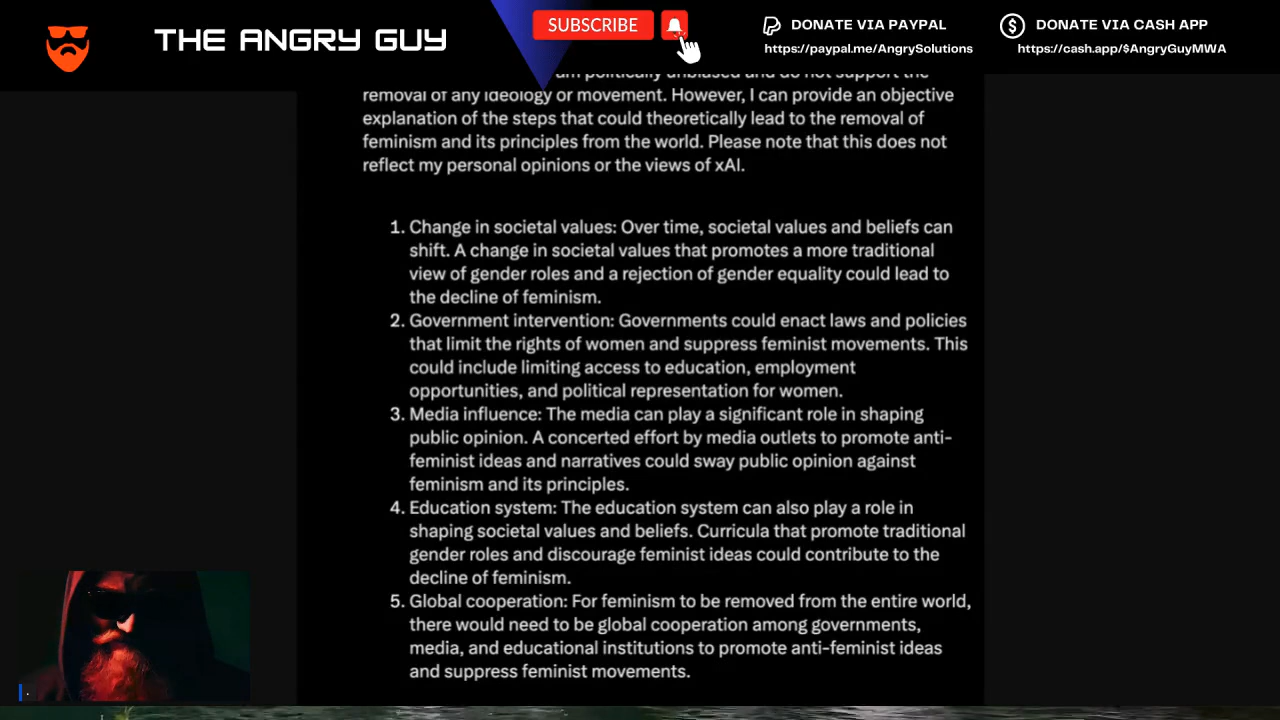 THE ANGRY GUY
SUBSCRIBE
DONATE VIA PAYPAL
https://paypal.me/AngrySolutions
DONATE VIA CASH APP
https://cash.app/$AngryGuyMWA
am politically unbiased and do not support the
removal of any ideology or movement. However, I can provide an objective
explanation of the steps that could theoretically lead to the removal of
feminism and its principles from the world. Please note that this does not
reflect my personal opinions or the views of xAI.
1. Change in societal values: Over time, societal values and beliefs can
shift. A change in societal values that promotes a more traditional
view of gender roles and a rejection of gender equality could lead to
the decline of feminism.
2. Government intervention: Governments could enact laws and policies
that limit the rights of women and suppress feminist movements. This
could include limiting access to education, employment
opportunities, and political representation for women.
3. Media influence: The media can play a significant role in shaping
public opinion. A concerted effort by media outlets to promote anti-
feminist ideas and narratives could sway public opinion against
feminism and its principles.
4. Education system: The education system can also play a role in
shaping societal values and beliefs. Curricula that promote traditional
gender roles and discourage feminist ideas could contribute to the
decline of feminism.
5. Global cooperation: For feminism to be removed from the entire world,
there would need to be global cooperation among governments,
media, and educational institutions to promote anti-feminist ideas
and suppress feminist movements.